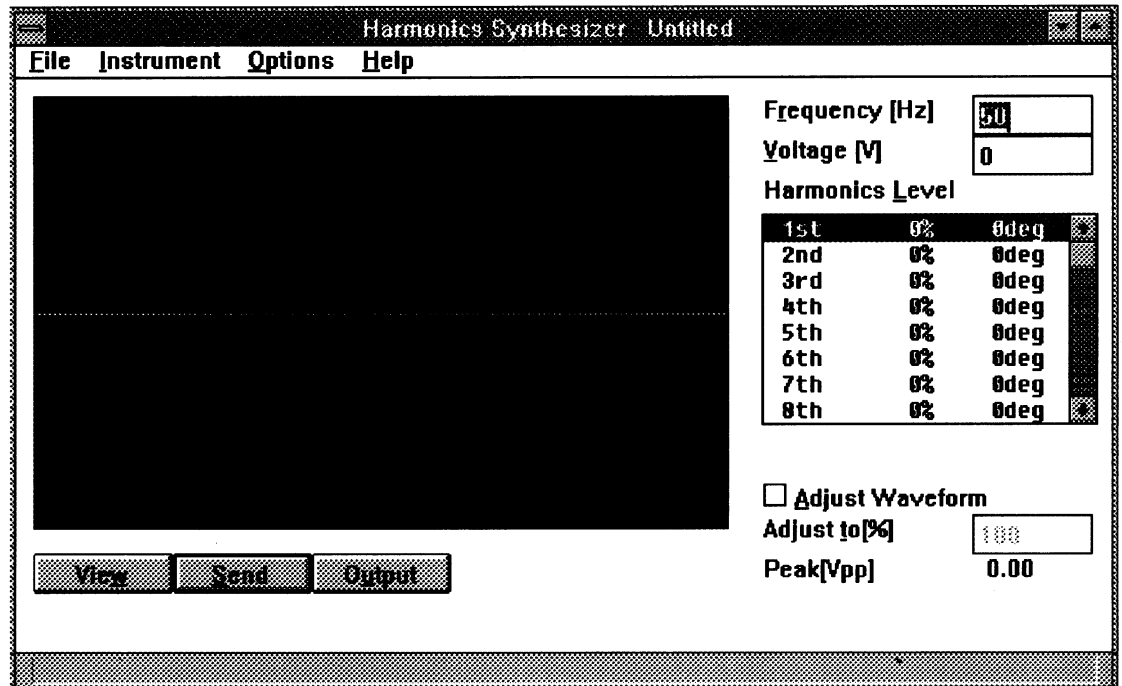 Harmonics Synthesizer Untitled
File Instrument Options Help
Frequency [Hz] 50
Voltage [V] 0
Harmonics Level
1st 0% 0deg
2nd 0% 0deg
3rd 0% 0deg
4th 0% 0deg
5th 0% 0deg
6th 0% 0deg
7th 0% 0deg
8th 0% 0deg
Adjust Waveform
Adjust to[%] 100
Peak[Vpp] 0.00
View Send Output